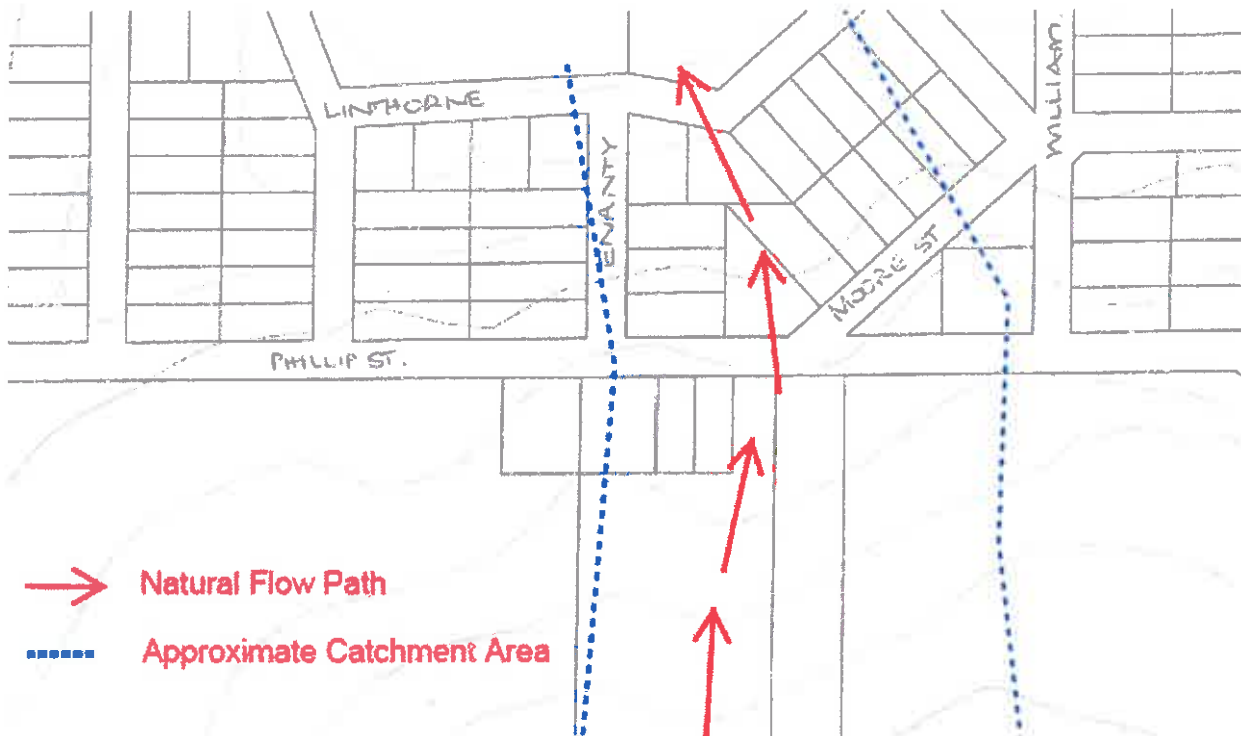 LINTHORNE
ENANTY
WILLIAM
MOORE ST
PHILLIP ST.
Natural Flow Path
Approximate Catchment Area